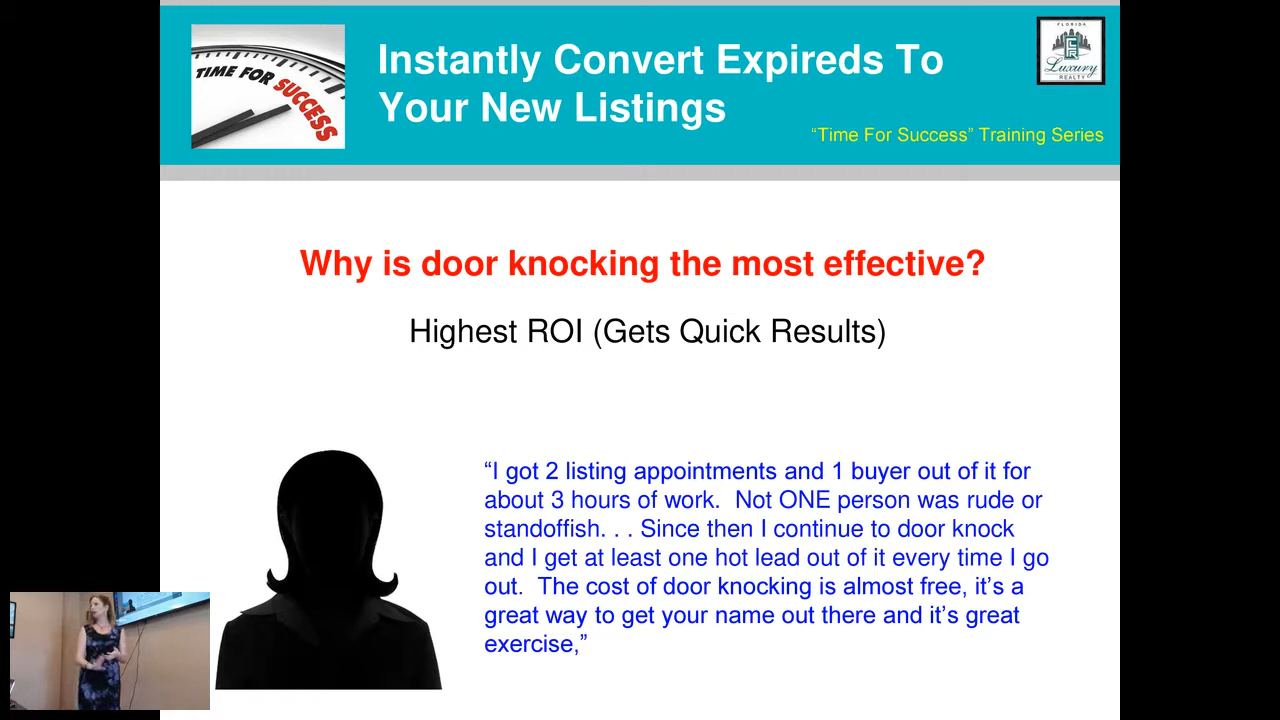 TIME FOR SUCCESS
Instantly Convert Expireds To
Your New Listings
FLORIDA
Luxury
REALTY
“Time For Success” Training Series
Why is door knocking the most effective?
Highest ROI (Gets Quick Results)
“I got 2 listing appointments and 1 buyer out of it for
about 3 hours of work.  Not ONE person was rude or
standoffish. . . Since then I continue to door knock
and I get at least one hot lead out of it every time I go
out.  The cost of door knocking is almost free, it’s a
great way to get your name out there and it’s great
exercise,”